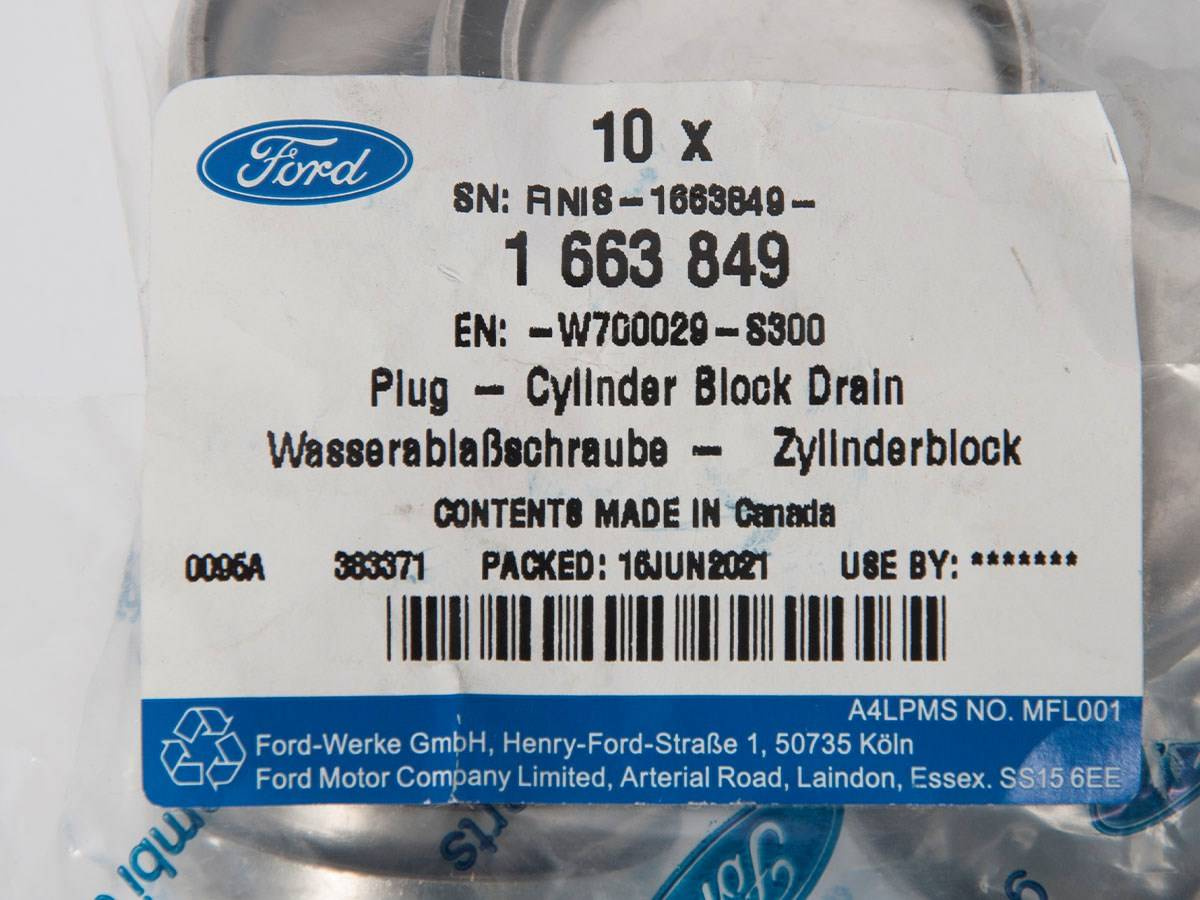 Ford
10 x
SN: FINIS-1663849-
1 663 849
EN: -W700029-S300
Plug - Cylinder Block Drain
Wasserablaßschraube - Zylinderblock
CONTENTS MADE IN Canada
0095A 383371 PACKED: 16JUN2021 USE BY: *******
A4LPMS NO. MFL001
Ford-Werke GmbH, Henry-Ford-Straße 1, 50735 Köln
Ford Motor Company Limited, Arterial Road, Laindon, Essex. SS15 6EE